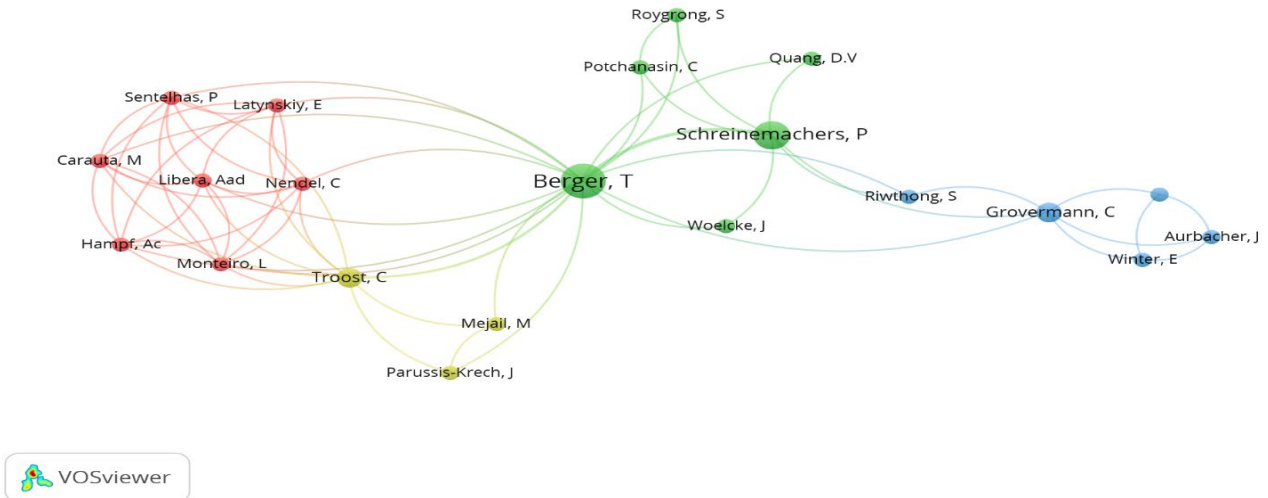 Roygrong, S
Quang, D.V
Potchanasin, C
Sentelhas, P
Latynskiy, E
Schreinemachers, P
Carauta, M
Libera, Aad
Nendel, C
Berger, T
Riwthong, S
Grovermann, C
Woelcke, J
Aurbacher, J
Hampf, Ac
Monteiro, L
Winter, E
Troost, C
Mejail, M
Parussis-Krech, J
VOSviewer